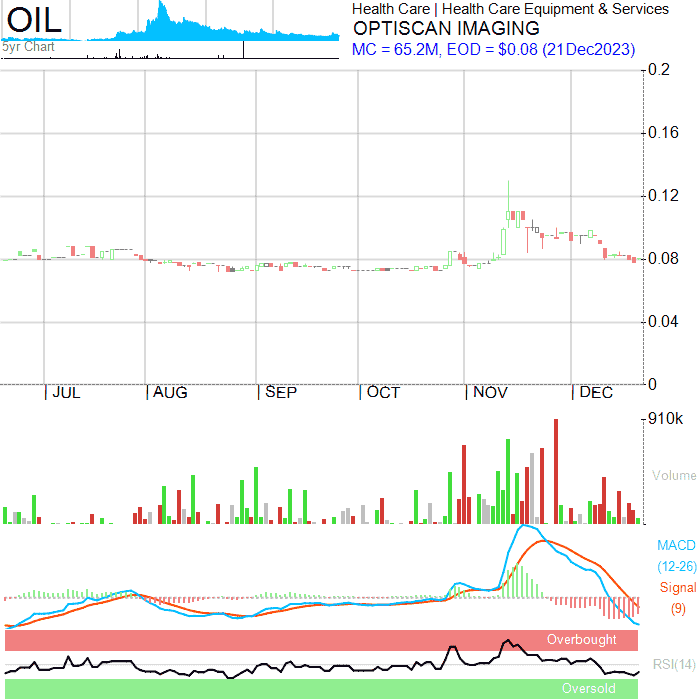 OIL
5yr Chart
Health Care | Health Care Equipment & Services
OPTISCAN IMAGING
MC = 65.2M, EOD = $0.08 (21Dec2023)
0.2
0.16
0.12
0.08
0.04
0
JUL
AUG
SEP
OCT
NOV
DEC
910k
Volume
MACD
(12-26)
Signal
(9)
Overbought
RSI(14)
Oversold